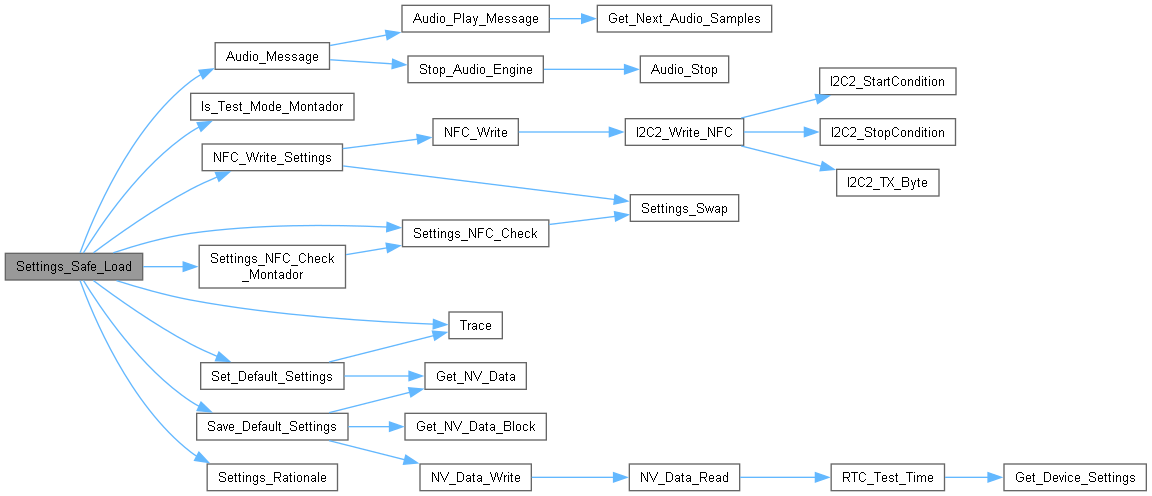 Audio_Play_Message
Get_Next_Audio_Samples
Audio_Message
Stop_Audio_Engine
Audio_Stop
I2C2_StartCondition
Is_Test_Mode_Montador
NFC_Write
I2C2_Write_NFC
I2C2_StopCondition
NFC_Write_Settings
I2C2_TX_Byte
Settings_Swap
Settings_NFC_Check
Settings_Safe_Load
Settings_NFC_Check
_Montador
Trace
Set_Default_Settings
Get_NV_Data
Save_Default_Settings
Get_NV_Data_Block
Settings_Rationale
NV_Data_Write
NV_Data_Read
RTC_Test_Time
Get_Device_Settings